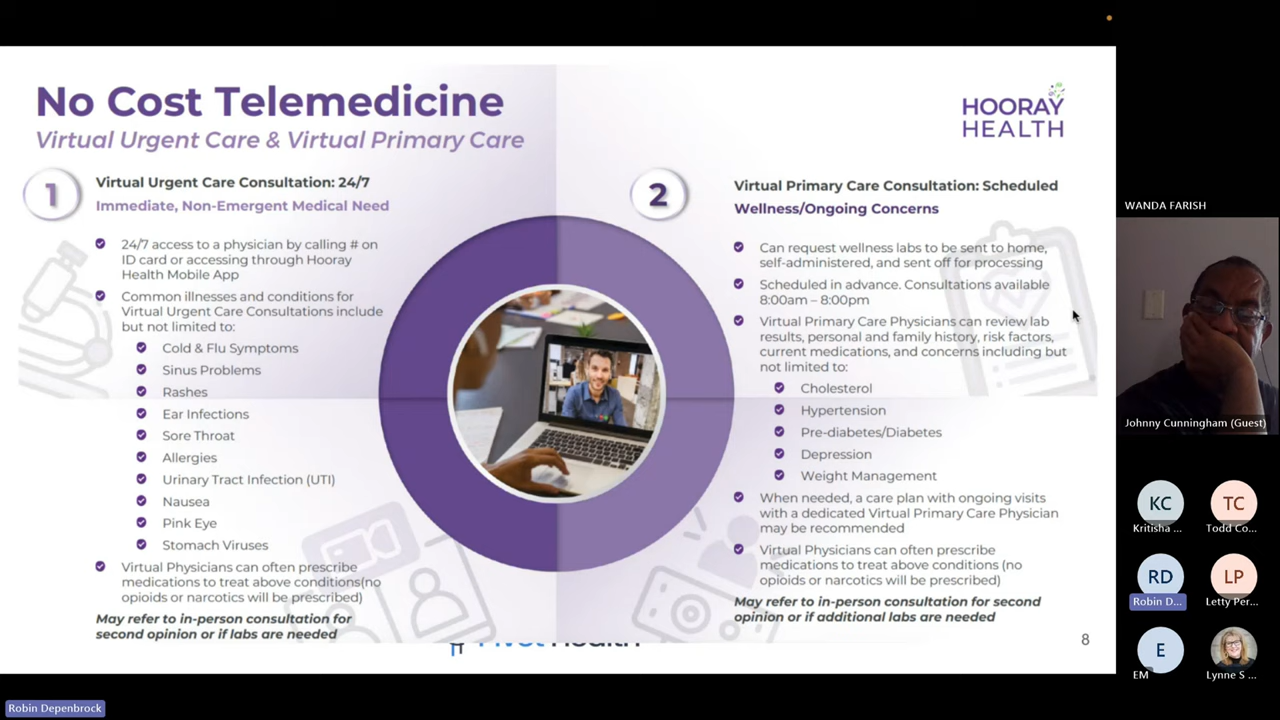 No Cost Telemedicine
Virtual Urgent Care & Virtual Primary Care
HOORAY
HEALTH
1
Virtual Urgent Care Consultation: 24/7
Immediate, Non-Emergent Medical Need
24/7 access to a physician by calling # on
ID card or accessing through Hooray
Health Mobile App
Common illnesses and conditions for
Virtual Urgent Care Consultations include
but not limited to:
Cold & Flu Symptoms
Sinus Problems
Rashes
Ear Infections
Sore Throat
Allergies
Urinary Tract Infection (UTI)
Nausea
Pink Eye
Stomach Viruses
Virtual Physicians can often prescribe
medications to treat above conditions(no
opioids or narcotics will be prescribed)
May refer to in-person consultation for
second opinion or if labs are needed
2
Virtual Primary Care Consultation: Scheduled
Wellness/Ongoing Concerns
Can request wellness labs to be sent to home,
self-administered, and sent off for processing
Scheduled in advance. Consultations available
8:00am – 8:00pm
Virtual Primary Care Physicians can review lab
results, personal and family history, risk factors,
current medications, and concerns including but
not limited to:
Cholesterol
Hypertension
Pre-diabetes/Diabetes
Depression
Weight Management
When needed, a care plan with ongoing visits
with a dedicated Virtual Primary Care Physician
may be recommended
Virtual Physicians can often prescribe
medications to treat above conditions (no
opioids or narcotics will be prescribed)
May refer to in-person consultation for second
opinion or if additional labs are needed
8
WANDA FARISH
Johnny Cunningham (Guest)
KC
Kritisha ...
TC
Todd Co...
RD
Robin D...
LP
Letty Per...
E
EM
Lynne S ...
Robin Depenbrock